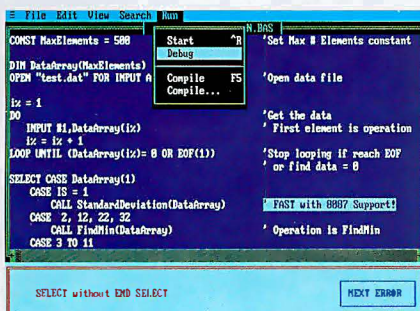 ≡ File Edit View Search Run
N.BAS
CONST MaxElements = 500 'Set Max # Elements constant
Start ^R
Debug
DIM DataArray(MaxElements)
OPEN "test.dat" FOR INPUT A 'Open data file
Compile F5
Compile...
i% = 1
DO 'Get the data
INPUT #1,DataArray(i%) ' First element is operation
i% = i% + 1
LOOP UNTIL (DataArray(i%)= 0 OR EOF(1)) 'Stop looping if reach EOF
' or find data = 0
SELECT CASE DataArray(1)
CASE IS = 1
CALL StandardDeviation(DataArray) ' FAST with 8087 Support!
CASE 2, 12, 22, 32
CALL FindMin(DataArray) ' Operation is FindMin
CASE 3 TO 11
SELECT without END SELECT NEXT ERROR